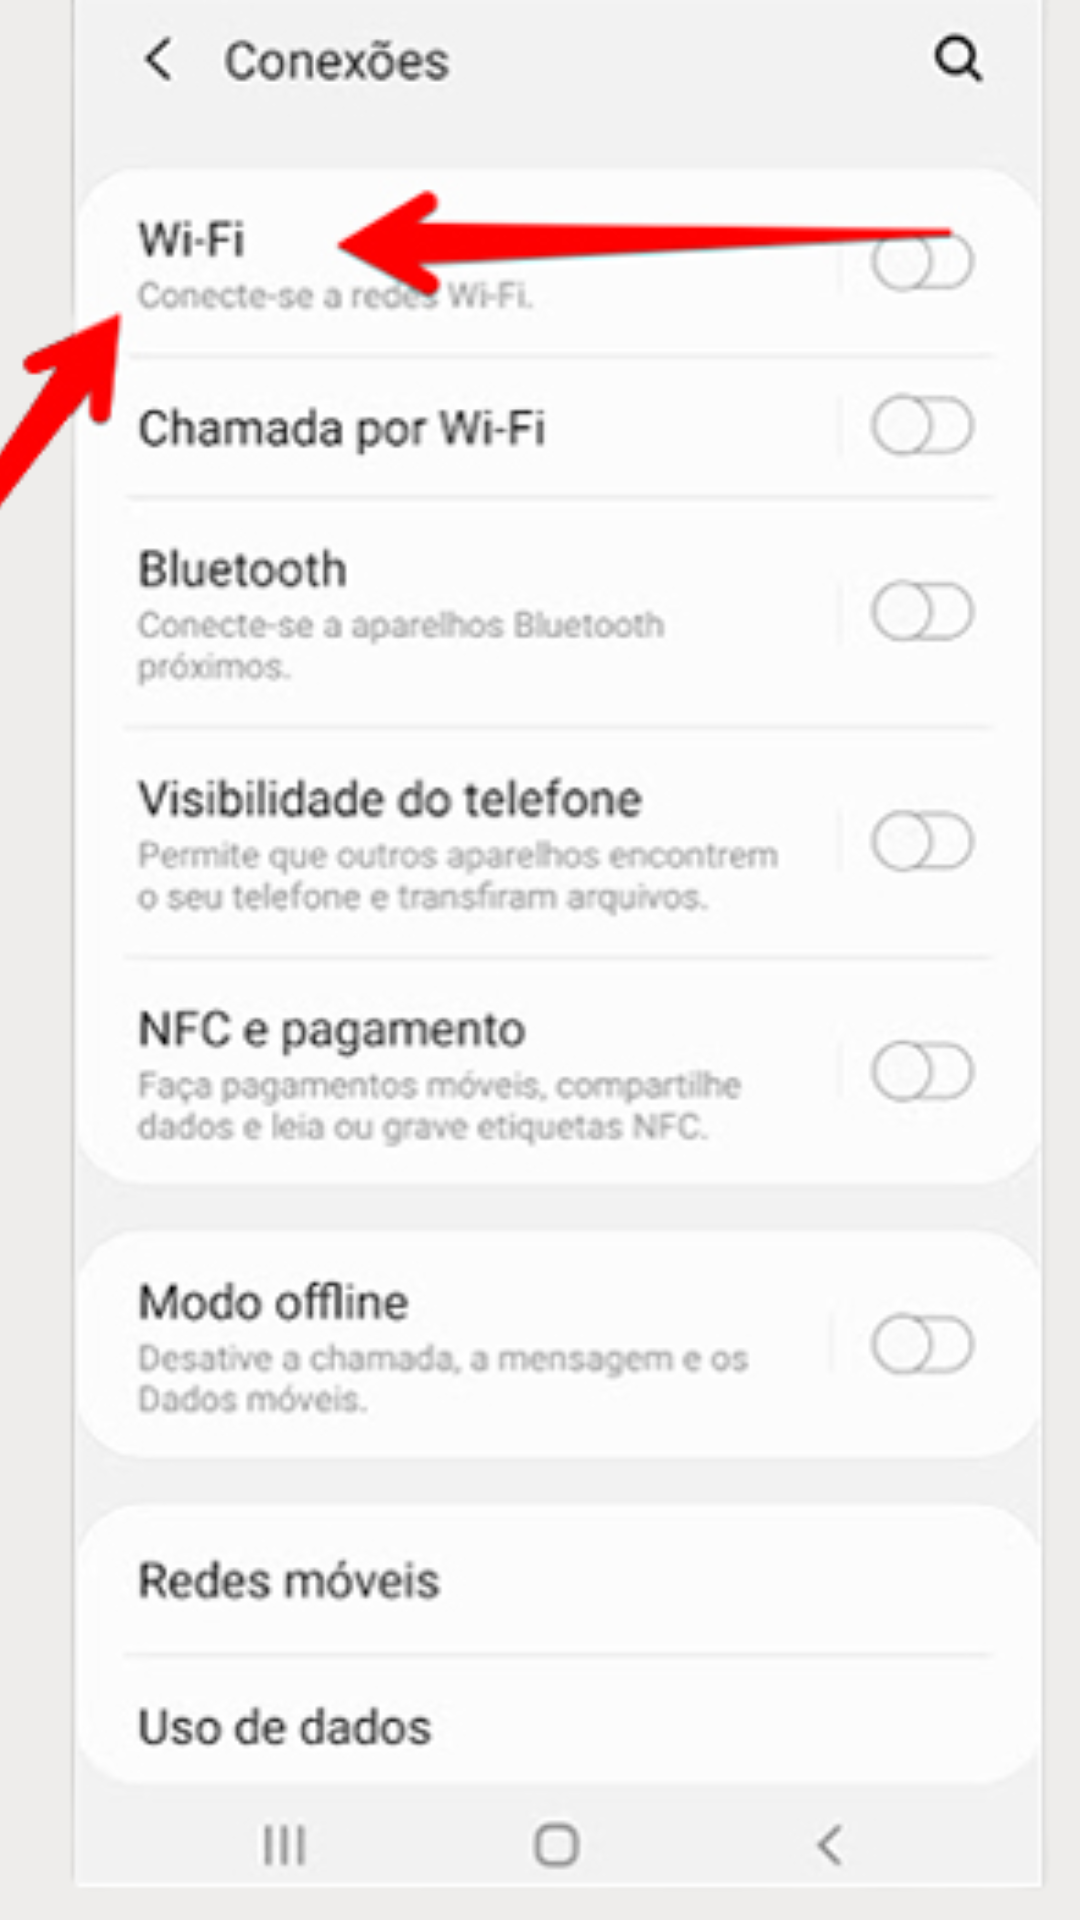 Conexões
Wi-Fi
Conecte-se a redes Wi-Fi.
Chamada por Wi-Fi
Bluetooth
Conecte-se a aparelhos Bluetooth
próximos.
Visibilidade do telefone
Permite que outros aparelhos encontrem
o seu telefone e transfiram arquivos.
NFC e pagamento
Faça pagamentos móveis, compartilhe
dados e leia ou grave etiquetas NFC.
Modo offline
Desative a chamada, a mensagem e os
Dados móveis.
Redes móveis
Uso de dados